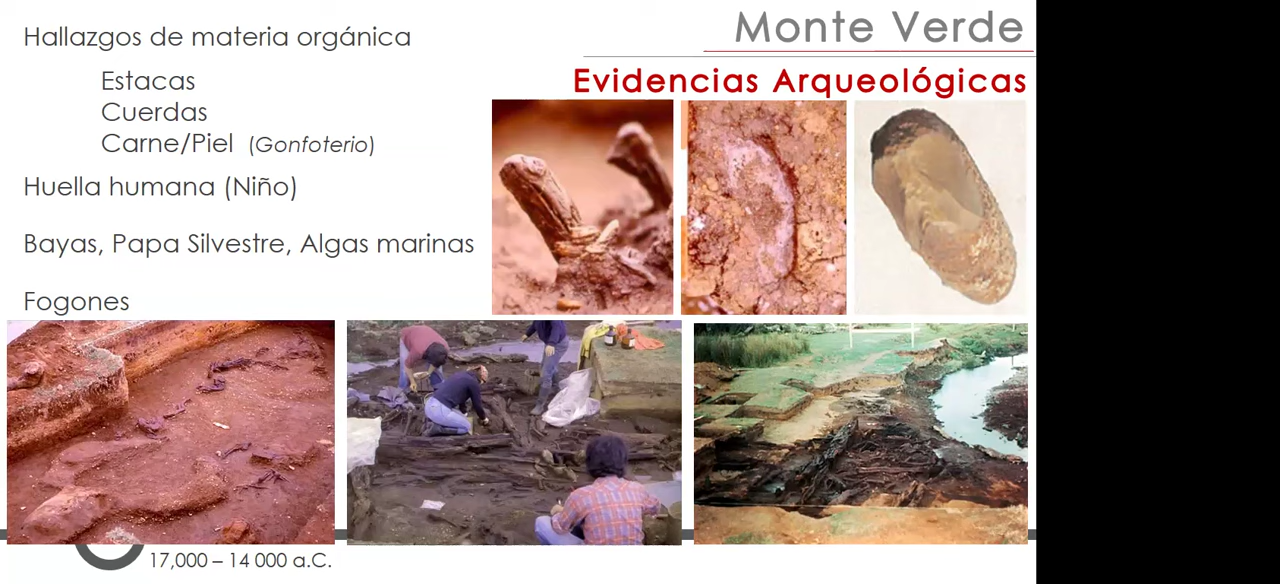 Monte Verde
Evidencias Arqueológicas
Hallazgos de materia orgánica
Estacas
Cuerdas
Carne/Piel (Gonfoterio)
Huella humana (Niño)
Bayas, Papa Silvestre, Algas marinas
Fogones
17,000 – 14 000 a.C.